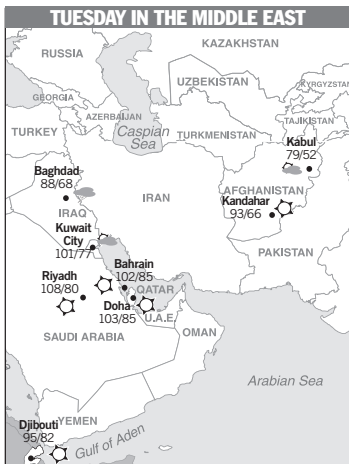 TUESDAY IN THE MIDDLE EAST
KAZAKHSTAN
RUSSIA
UZBEKISTAN
KYRGYZSTAN
GEORGIA
AZERBAIJAN
TAJIKISTAN
TURKEY
Caspian
Sea
TURKMENISTAN
Kabul
79/52
Baghdad
88/68
IRAN
AFGHANISTAN
Kandahar
93/66
IRAQ
Kuwait
City
101/77
PAKISTAN
Bahrain
102/85
Riyadh
108/80
QATAR
Doha
103/85
U.A.E.
OMAN
SAUDI ARABIA
Arabian Sea
YEMEN
Djibouti
95/82
Gulf of Aden